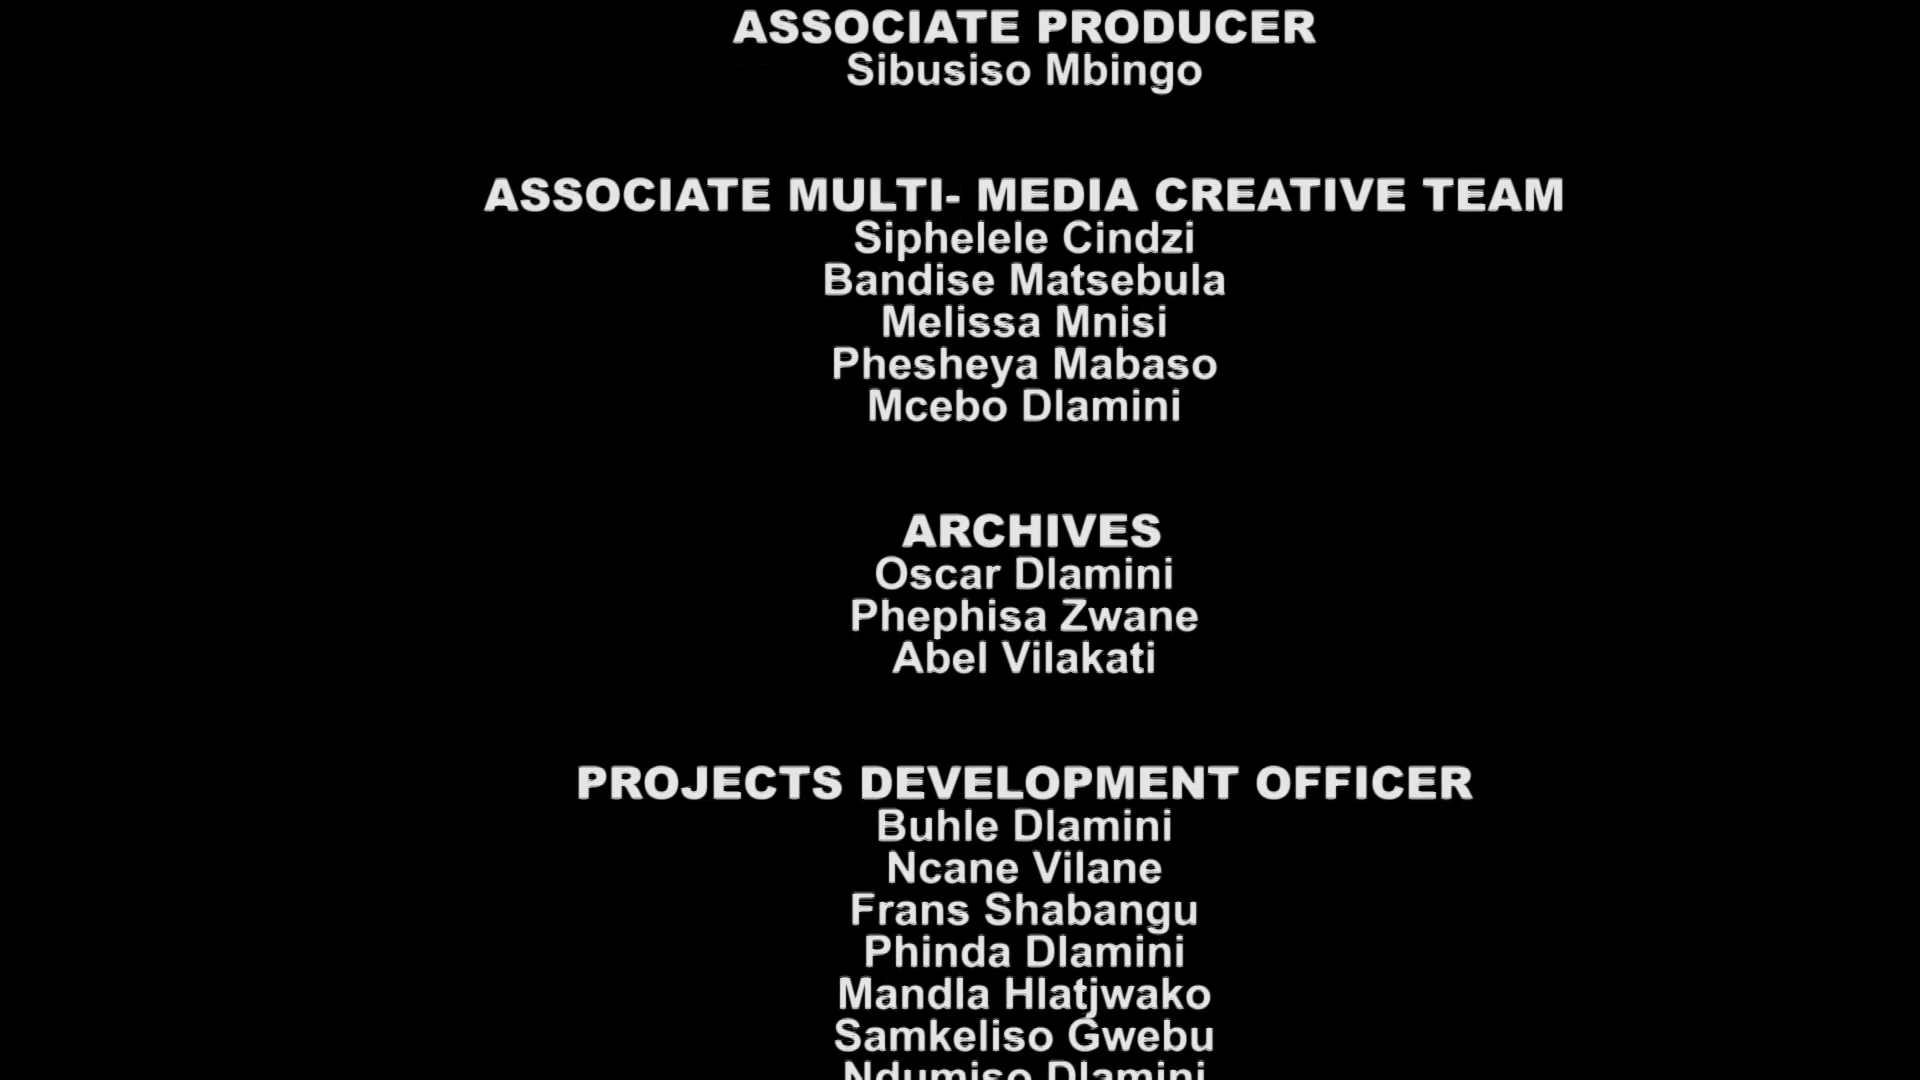 ASSOCIATE PRODUCER
Sibusiso Mbingo
ASSOCIATE MULTI- MEDIA CREATIVE TEAM
Siphelele Cindzi
Bandise Matsebula
Melissa Mnisi
Phesheya Mabaso
Mcebo Dlamini
ARCHIVES
Oscar Dlamini
Phephisa Zwane
Abel Vilakati
PROJECTS DEVELOPMENT OFFICER
Buhle Dlamini
Ncane Vilane
Frans Shabangu
Phinda Dlamini
Mandla Hlatjwako
Samkeliso Gwebu
Ndumiso Dlamini